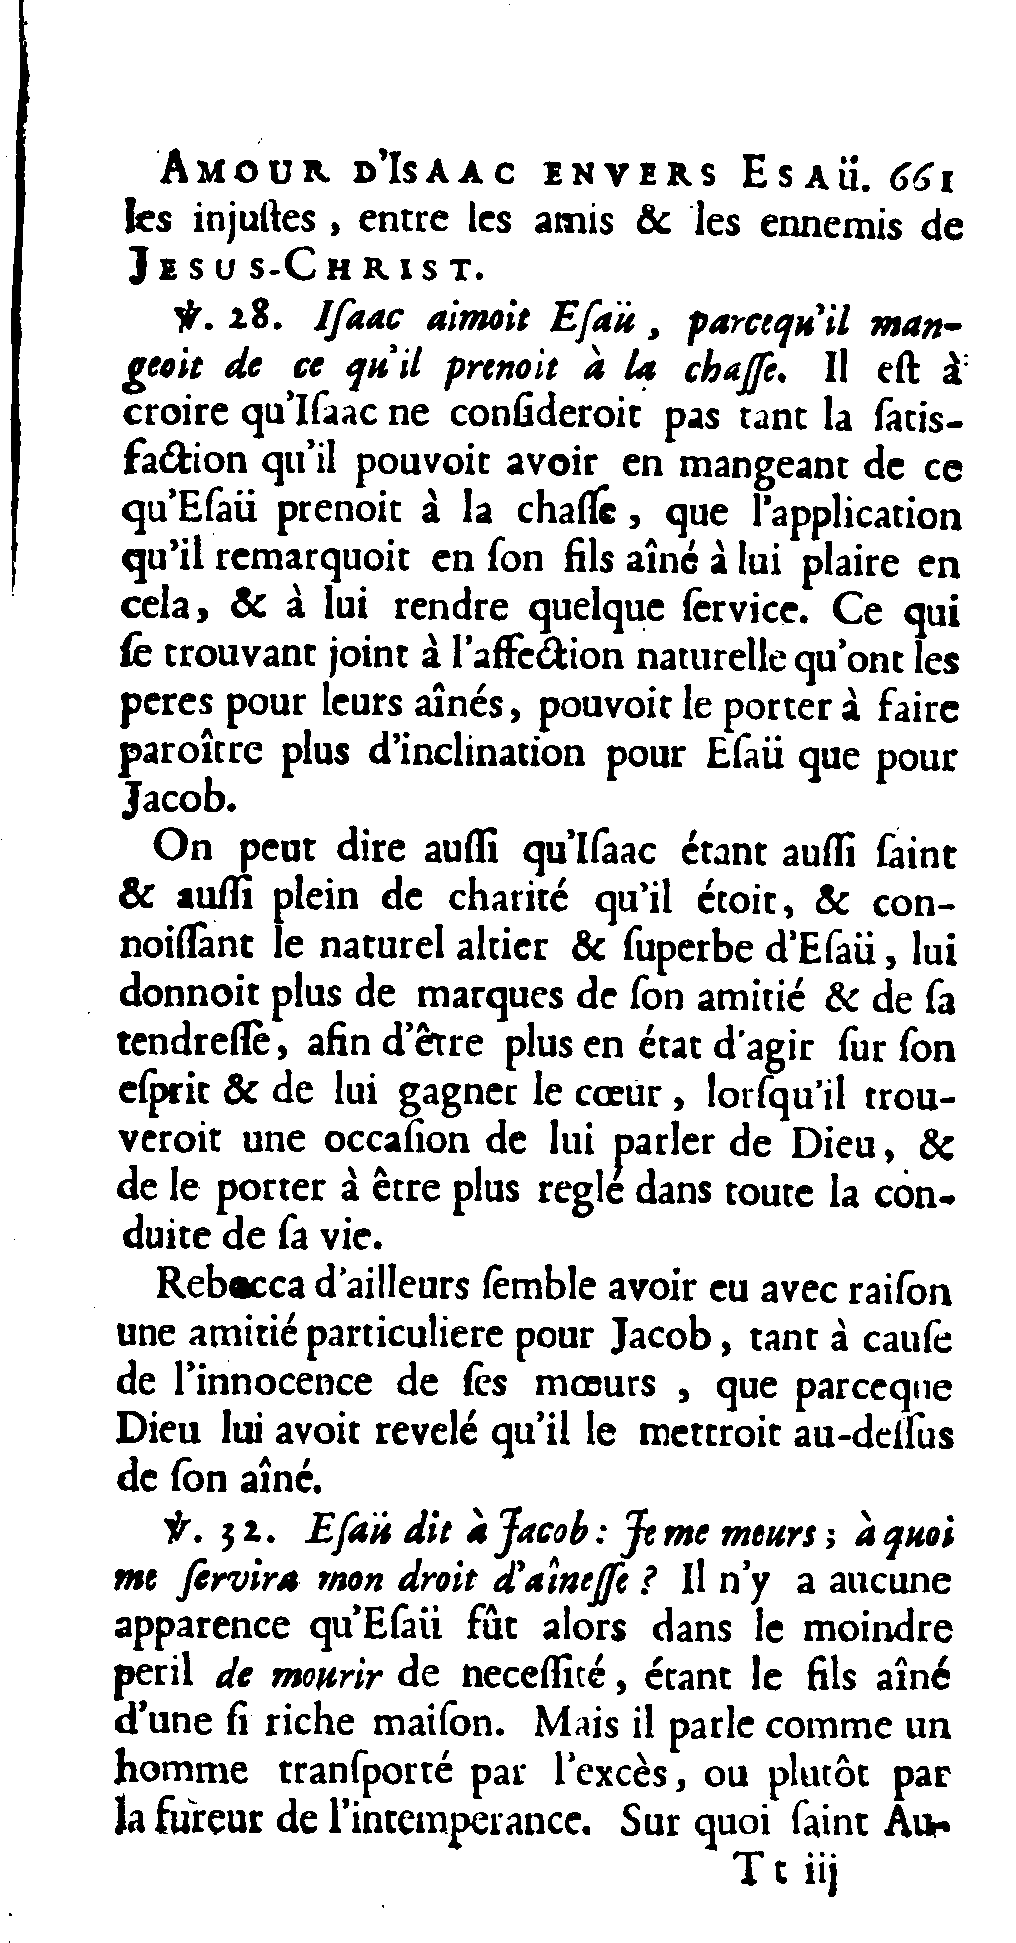 AMOUR D'ISAAC ENVERS ESAü. 661
les injuſtes , entre les amis & les ennemis de
JESUS-CHRIST.
℣. 28. Iſaac aimoit Eſaü , parcequ'il man-
geoit de ce qu'il prenoit à la chaſſe. Il eſt à
croire qu'Iſaac ne conſideroit pas tant la ſatis-
faction qu'il pouvoit avoir en mangeant de ce
qu'Eſaü prenoit à la chaſſe , que l'application
qu'il remarquoit en ſon fils aîné à lui plaire en
cela, & à lui rendre quelque ſervice. Ce qui
ſe trouvant joint à l'affection naturelle qu'ont les
peres pour leurs aînés, pouvoit le porter à faire
paroître plus d'inclination pour Eſaü que pour
Jacob.
On peut dire auſſi qu'Iſaac étant auſſi ſaint
& auſſi plein de charité qu'il étoit, & con-
noiſſant le naturel altier & ſuperbe d'Eſaü , lui
donnoit plus de marques de ſon amitié & de ſa
tendreſſe, afin d'être plus en état d'agir ſur ſon
eſprit & de lui gagner le cœur , lorſqu'il trou-
veroit une occaſion de lui parler de Dieu, &
de le porter à être plus reglé dans toute la con-
duite de ſa vie.
Rebecca d'ailleurs ſemble avoir eu avec raiſon
une amitié particuliere pour Jacob , tant à cauſe
de l'innocence de ſes mœurs , que parceque
Dieu lui avoit revelé qu'il le mettroit au-deſſus
de ſon aîné.
℣. 32. Eſaü dit à Jacob : Je me meurs ; à quoi
me ſervira mon droit d'aîneſſe ? Il n'y a aucune
apparence qu'Eſaü fût alors dans le moindre
peril de mourir de neceſſité, étant le fils aîné
d'une ſi riche maiſon. Mais il parle comme un
homme tranſporté par l'excès, ou plutôt par
la fureur de l'intemperance. Sur quoi ſaint Au-
T t iij